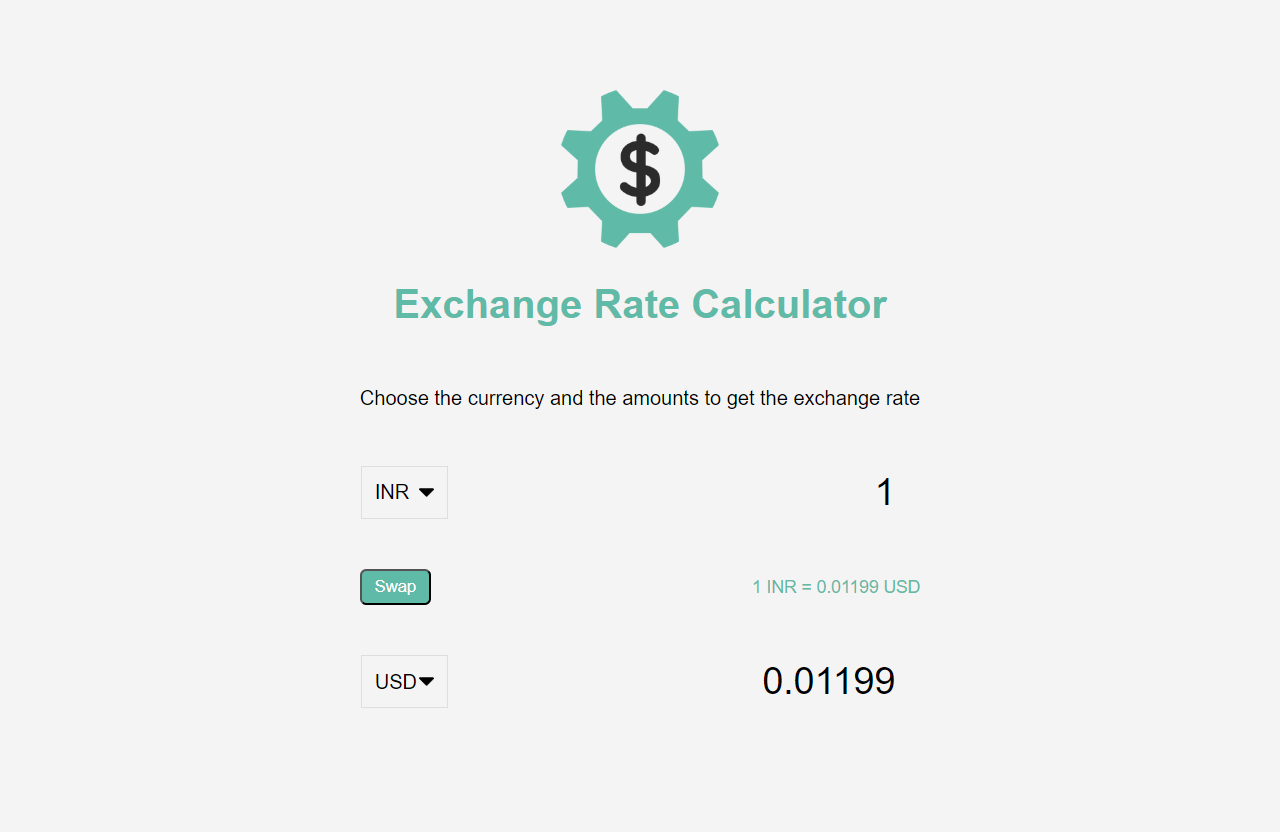 $
Exchange Rate Calculator
Choose the currency and the amounts to get the exchange rate
INR 1
Swap 1 INR = 0.01199 USD
USD 0.01199